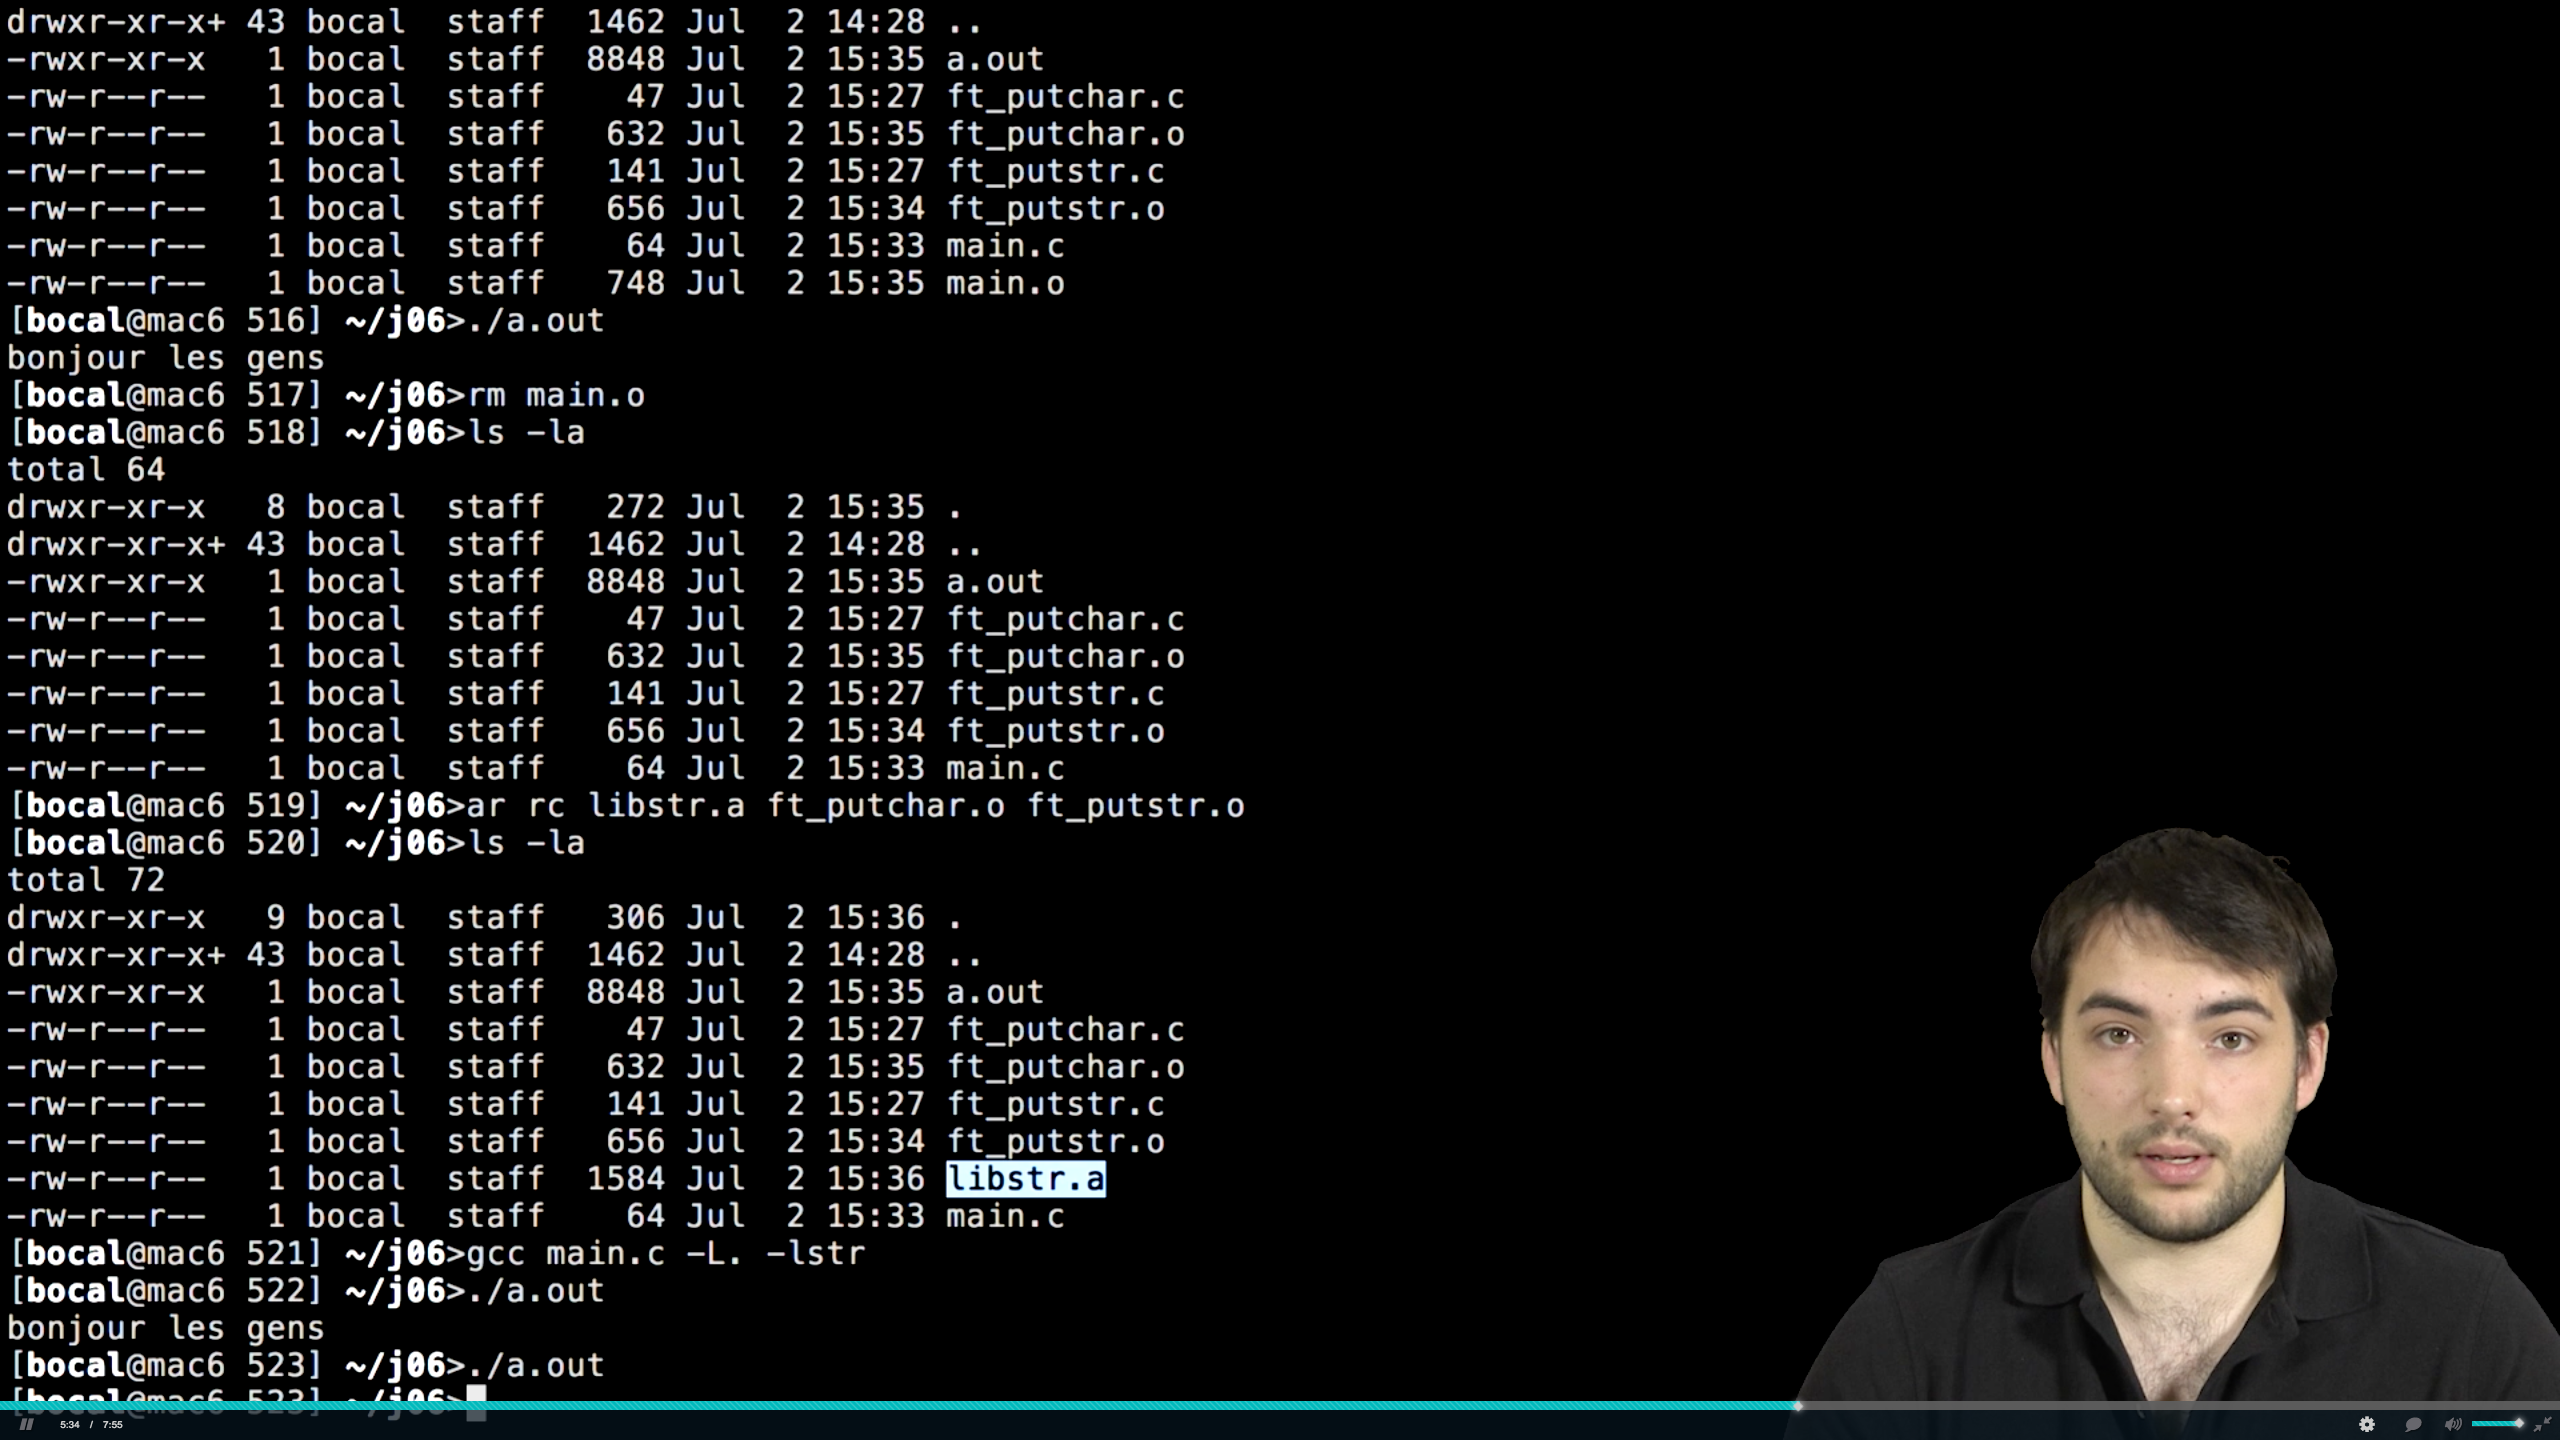 drwxr-xr-x+ 43 bocal  staff  1462 Jul  2 14:28 ..
-rwxr-xr-x   1 bocal  staff  8848 Jul  2 15:35 a.out
-rw-r--r--   1 bocal  staff    47 Jul  2 15:27 ft_putchar.c
-rw-r--r--   1 bocal  staff   632 Jul  2 15:35 ft_putchar.o
-rw-r--r--   1 bocal  staff   141 Jul  2 15:27 ft_putstr.c
-rw-r--r--   1 bocal  staff   656 Jul  2 15:34 ft_putstr.o
-rw-r--r--   1 bocal  staff    64 Jul  2 15:33 main.c
-rw-r--r--   1 bocal  staff   748 Jul  2 15:35 main.o
[bocal@mac6 516] ~/j06>./a.out
bonjour les gens
[bocal@mac6 517] ~/j06>rm main.o
[bocal@mac6 518] ~/j06>ls -la
total 64
drwxr-xr-x   8 bocal  staff   272 Jul  2 15:35 .
drwxr-xr-x+ 43 bocal  staff  1462 Jul  2 14:28 ..
-rwxr-xr-x   1 bocal  staff  8848 Jul  2 15:35 a.out
-rw-r--r--   1 bocal  staff    47 Jul  2 15:27 ft_putchar.c
-rw-r--r--   1 bocal  staff   632 Jul  2 15:35 ft_putchar.o
-rw-r--r--   1 bocal  staff   141 Jul  2 15:27 ft_putstr.c
-rw-r--r--   1 bocal  staff   656 Jul  2 15:34 ft_putstr.o
-rw-r--r--   1 bocal  staff    64 Jul  2 15:33 main.c
[bocal@mac6 519] ~/j06>ar rc libstr.a ft_putchar.o ft_putstr.o
[bocal@mac6 520] ~/j06>ls -la
total 72
drwxr-xr-x   9 bocal  staff   306 Jul  2 15:36 .
drwxr-xr-x+ 43 bocal  staff  1462 Jul  2 14:28 ..
-rwxr-xr-x   1 bocal  staff  8848 Jul  2 15:35 a.out
-rw-r--r--   1 bocal  staff    47 Jul  2 15:27 ft_putchar.c
-rw-r--r--   1 bocal  staff   632 Jul  2 15:35 ft_putchar.o
-rw-r--r--   1 bocal  staff   141 Jul  2 15:27 ft_putstr.c
-rw-r--r--   1 bocal  staff   656 Jul  2 15:34 ft_putstr.o
-rw-r--r--   1 bocal  staff  1584 Jul  2 15:36 libstr.a
-rw-r--r--   1 bocal  staff    64 Jul  2 15:33 main.c
[bocal@mac6 521] ~/j06>gcc main.c -L. -lstr
[bocal@mac6 522] ~/j06>./a.out
bonjour les gens
[bocal@mac6 523] ~/j06>./a.out
[bocal@mac6 523] ~/j06>
5:34 / 7:55